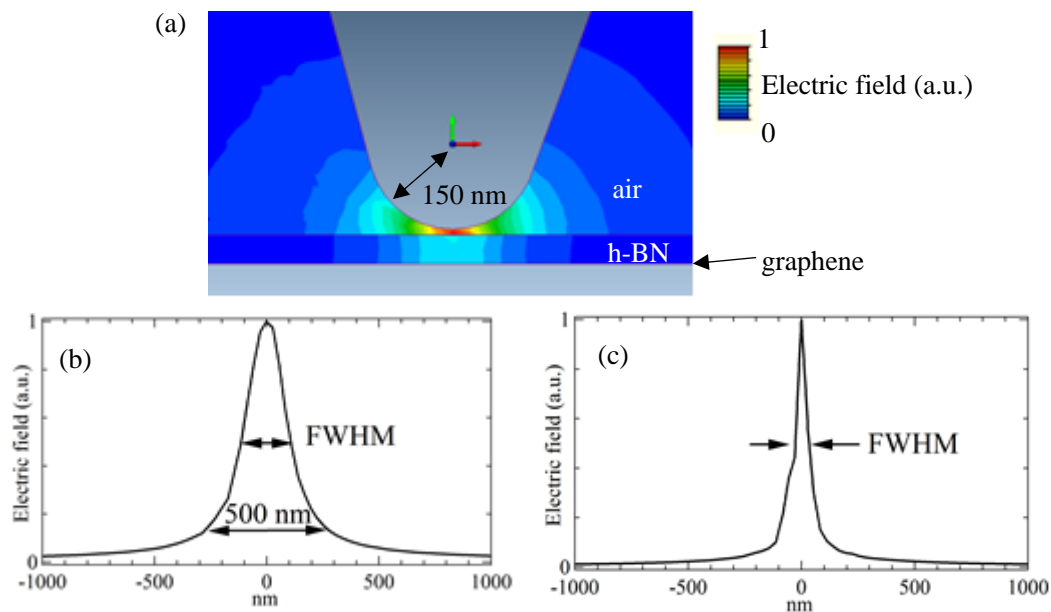 (a)
1
Electric field (a.u.)
0
150 nm
air
h-BN
graphene
(b)
1
Electric field (a.u.)
FWHM
500 nm
0
-1000 -500 0 500 1000
nm
(c)
1
Electric field (a.u.)
FWHM
0
-1000 -500 0 500 1000
nm